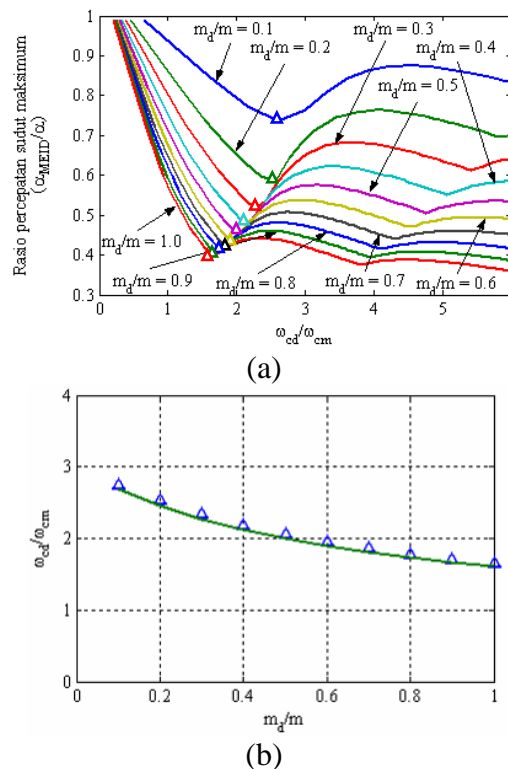 1
0.9
0.8
0.7
0.6
0.5
0.4
0.3
Rasio percepatan sudut maksimum
(α_MEID/α)
m_d/m = 0.1
m_d/m = 0.2
m_d/m = 0.3
m_d/m = 0.4
m_d/m = 0.5
m_d/m = 1.0
m_d/m = 0.9
m_d/m = 0.8
m_d/m = 0.7
m_d/m = 0.6
0 1 2 3 4 5
ω_cd/ω_cm
(a)
4
3
2
1
0
ω_cd/ω_cm
0 0.2 0.4 0.6 0.8 1
m_d/m
(b)